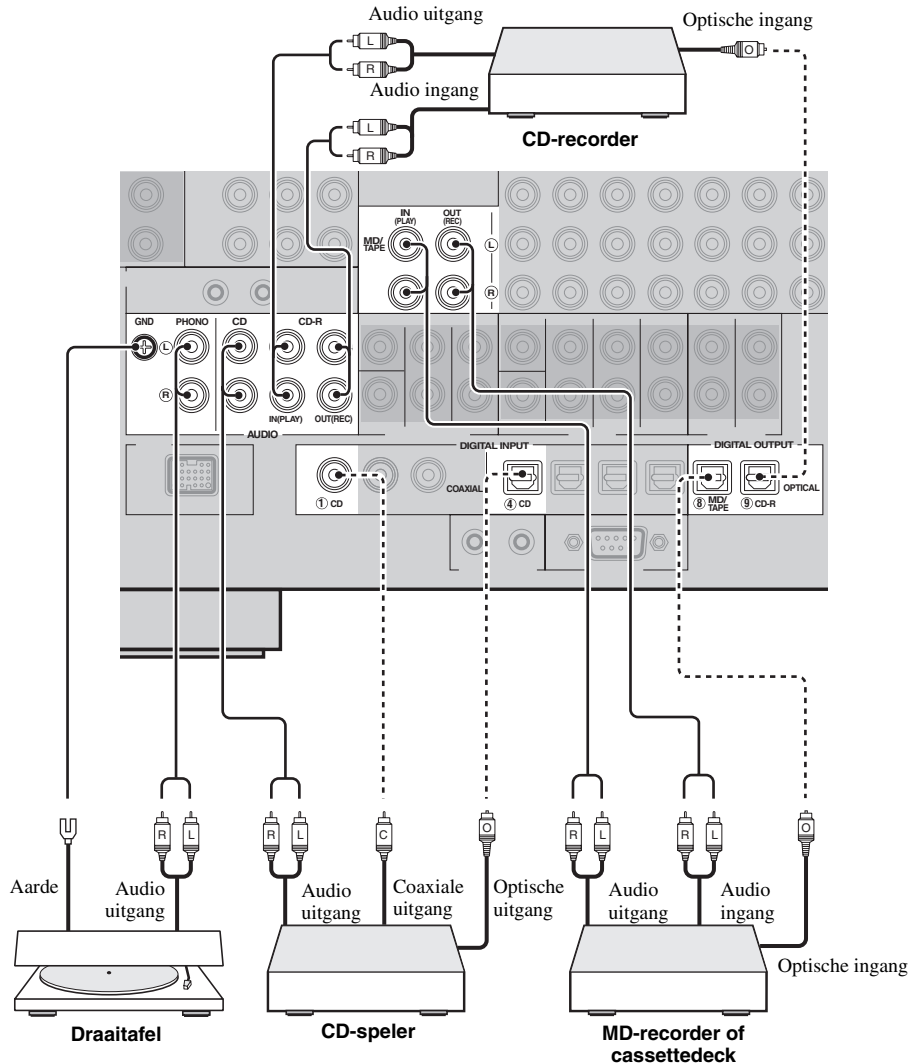 Audio uitgang
Optische ingang
L
R
O
Audio ingang
L
R
CD-recorder
IN
(PLAY)
OUT
(REC)
MD/
TAPE
L
R
GND
PHONO
CD
CD-R
L
R
IN(PLAY)
OUT(REC)
AUDIO
DIGITAL INPUT
DIGITAL OUTPUT
COAXIAL
OPTICAL
① CD
④ CD
⑧ MD/
TAPE
⑨ CD-R
R
L
R
L
C
O
R
L
R
L
O
Aarde
Audio
uitgang
Audio
uitgang
Coaxiale
uitgang
Optische
uitgang
Audio
uitgang
Audio
ingang
Optische ingang
Draaitafel
CD-speler
MD-recorder of
cassettedeck